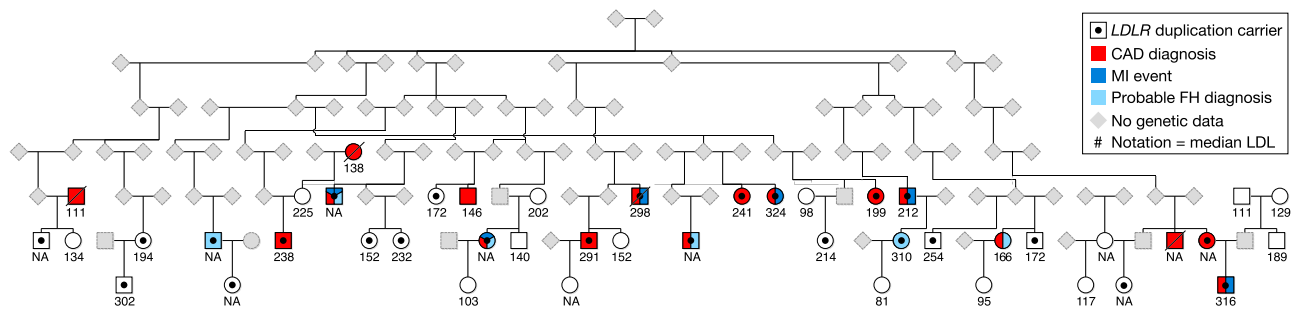 LDLR duplication carrier
CAD diagnosis
MI event
Probable FH diagnosis
No genetic data
# Notation = median LDL
138
111
225
NA
172
146
202
298
241
324
98
199
212
111
129
NA
134
194
NA
238
152
232
NA
140
291
152
NA
214
310
254
166
172
NA
NA
NA
189
302
NA
103
NA
81
95
117
NA
316